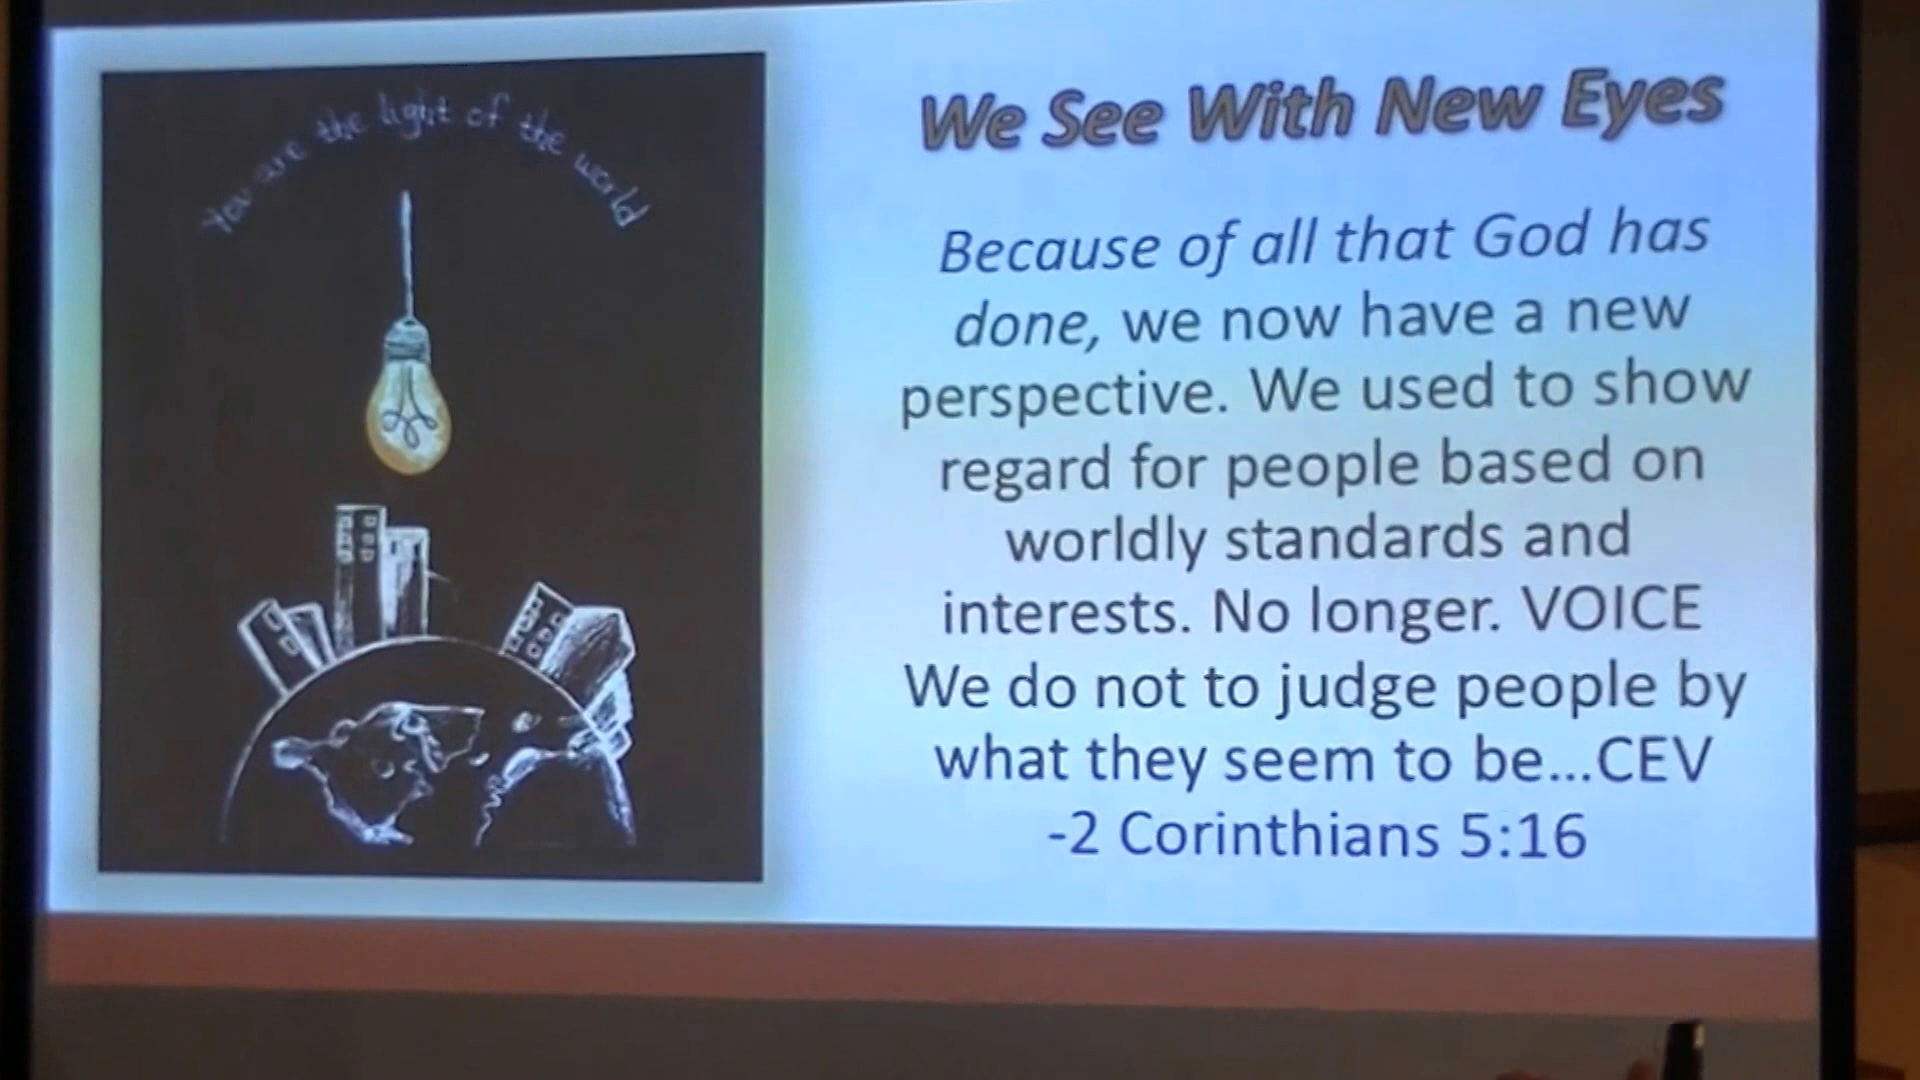 You are the light of the world
We See With New Eyes
Because of all that God has
done, we now have a new
perspective. We used to show
regard for people based on
worldly standards and
interests. No longer. VOICE
We do not to judge people by
what they seem to be...CEV
-2 Corinthians 5:16